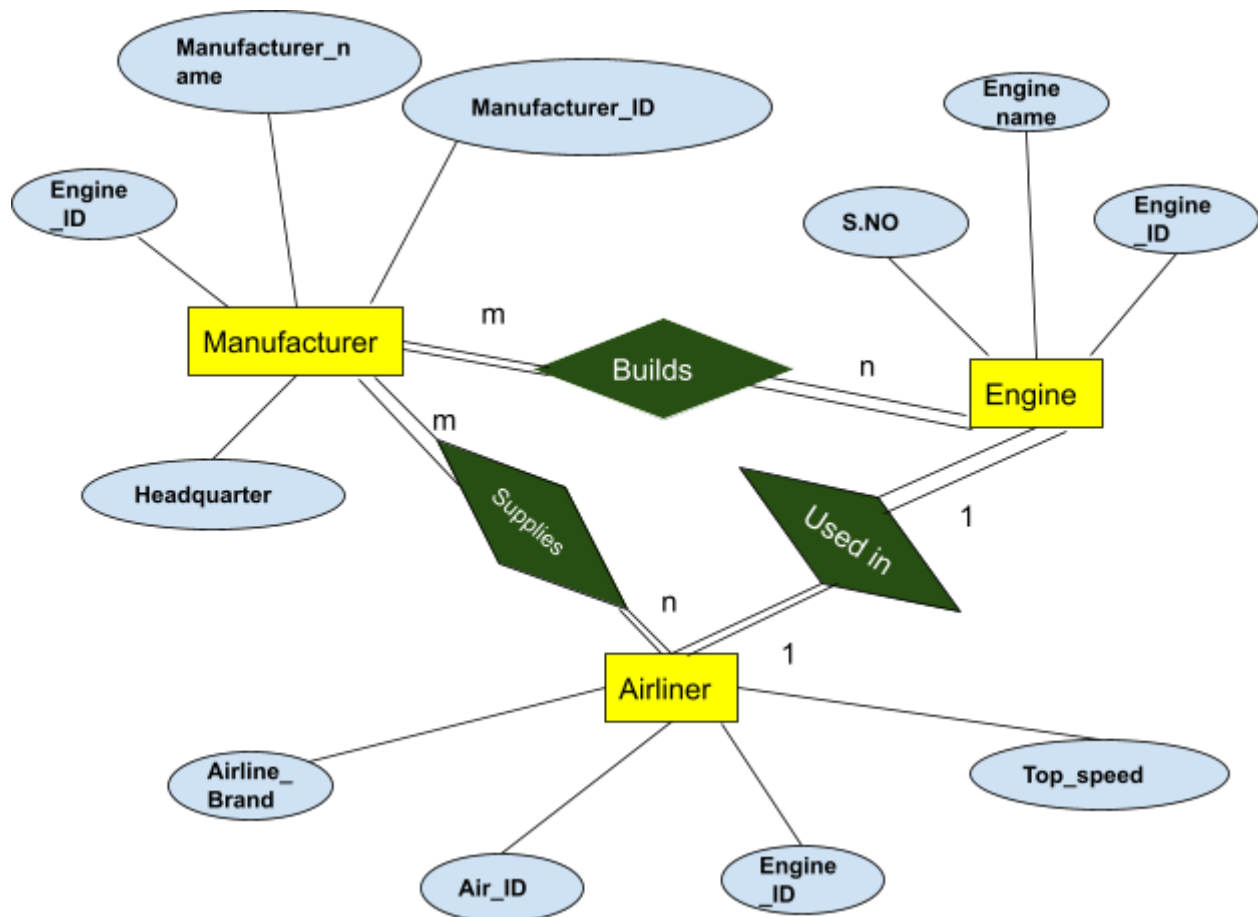 Manufacturer_n
ame
Manufacturer_ID
Engine
_name
Engine
_ID
S.NO
Engine
_ID
m
Manufacturer
Builds
n
Engine
m
Headquarter
Supplies
Used in
1
n
1
Airliner
Airline_
Brand
Top_speed
Air_ID
Engine
_ID